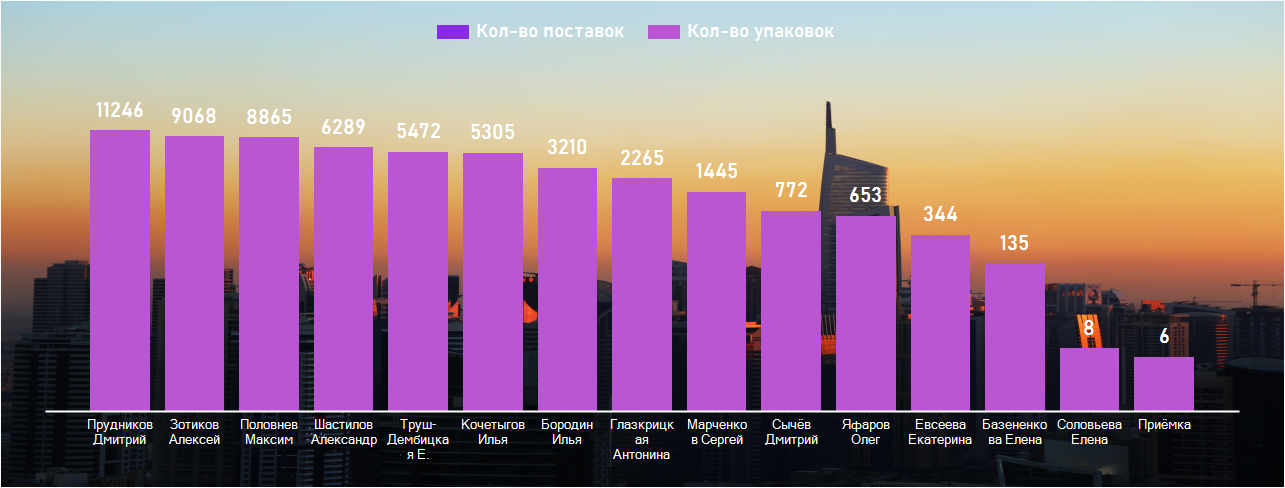 Кол-во поставок Кол-во упаковок
11246 9068 8865 6289 5472 5305 3210 2265 1445 772 653 344 135 8 6
Прудников
Дмитрий
Зотиков
Алексей
Половнев
Максим
Шастилов
Александр
Труш-
Дембицка
я Е.
Кочетыгов
Илья
Бородин
Илья
Глазкрицк
ая
Антонина
Марченко
в Сергей
Сычёв
Дмитрий
Яфаров
Олег
Евсеева
Екатерина
Базененко
ва Елена
Соловьева
Елена
Приёмка